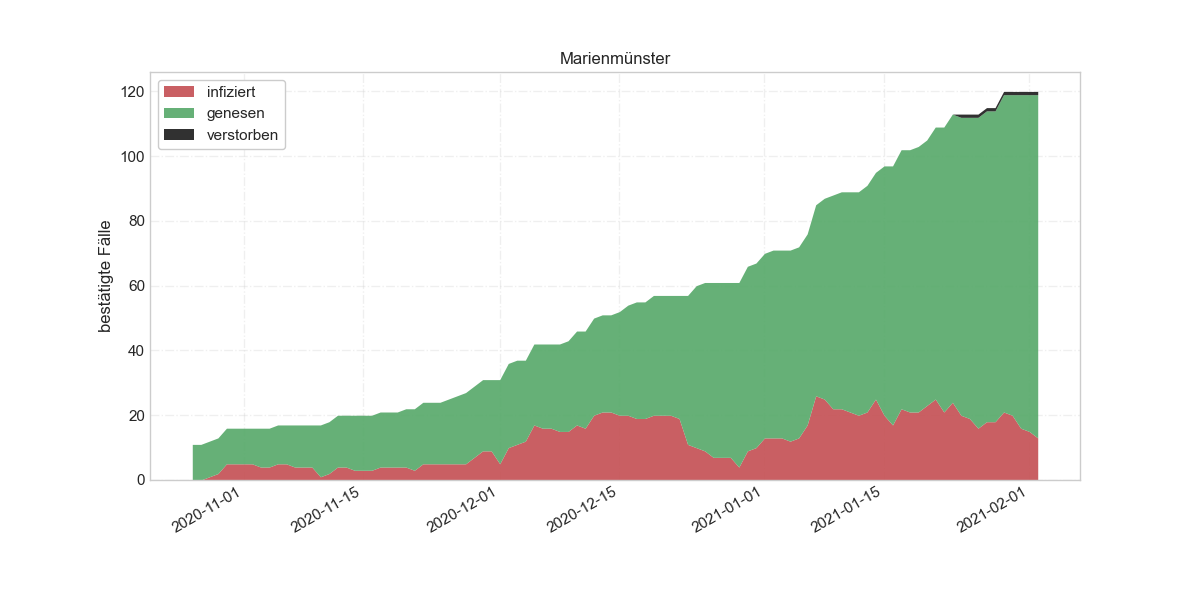 Marienmünster
infiziert
genesen
verstorben
bestätigte Fälle
120
100
80
60
40
20
0
2020-11-01
2020-11-15
2020-12-01
2020-12-15
2021-01-01
2021-01-15
2021-02-01